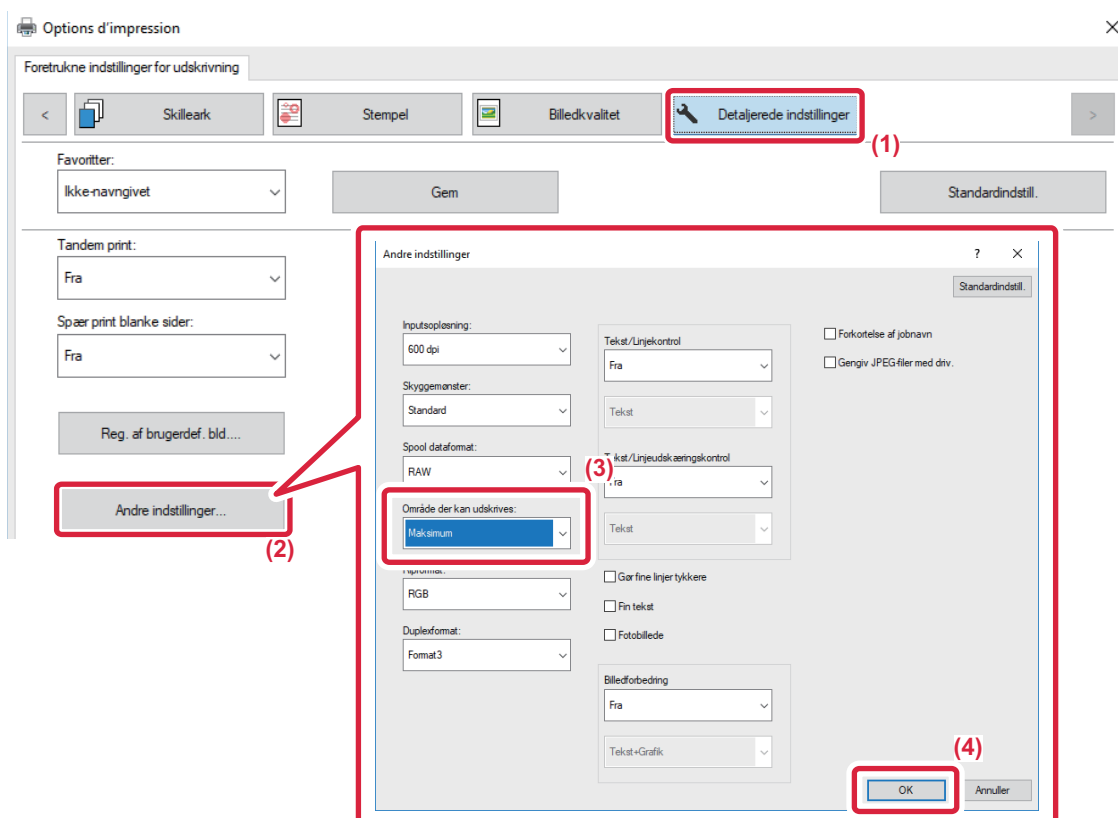 Options d'impression
Foretrukne indstillinger for udskrivning
<
Skilleark
Stempel
Billedkvalitet
Detaljerede indstillinger
>
(1)
Favoritter:
Ikke-navngivet
Gem
Standardindstill.
Tandem print:
Fra
Spær print blanke sider:
Fra
Reg. af brugerdef. bld....
Andre indstillinger...
(2)
Andre indstillinger
?
Standardindstill.
Inputsopløsning:
600 dpi
Skyggemønster:
Standard
Spool dataformat:
RAW
(3)
Område der kan udskrives:
Maksimum
RGB
Duplexformat:
Format3
Tekst/Linjekontrol
Fra
Tekst
Tekst/Linjeudskæringskontrol
Fra
Tekst
Gør fine linjer tykkere
Fin tekst
Fotobillede
Billedforbedring
Fra
Tekst+Grafik
Forkortelse af jobnavn
Gengiv JPEG-filer med driv.
(4)
OK
Annuller